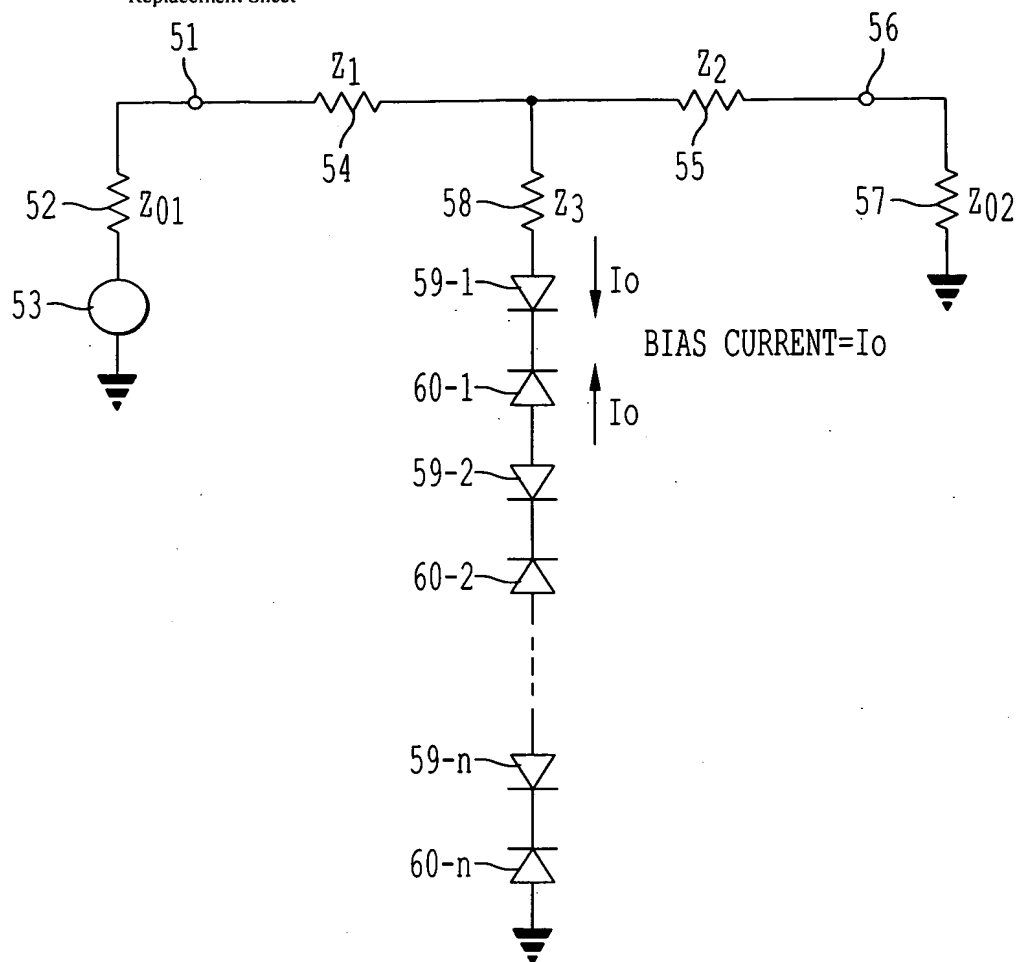 Replacement Sheet
51
56
Z1
Z2
54
55
52
Z01
58
Z3
57
Z02
53
59-1
Io
BIAS CURRENT=Io
60-1
Io
59-2
60-2
59-n
60-n